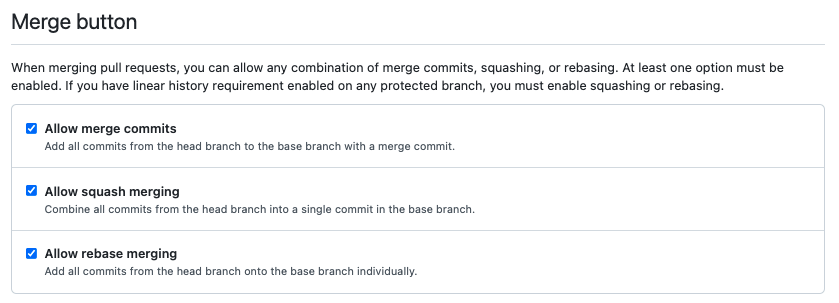 Merge button
When merging pull requests, you can allow any combination of merge commits, squashing, or rebasing. At least one option must be
enabled. If you have linear history requirement enabled on any protected branch, you must enable squashing or rebasing.
Allow merge commits
Add all commits from the head branch to the base branch with a merge commit.
Allow squash merging
Combine all commits from the head branch into a single commit in the base branch.
Allow rebase merging
Add all commits from the head branch onto the base branch individually.